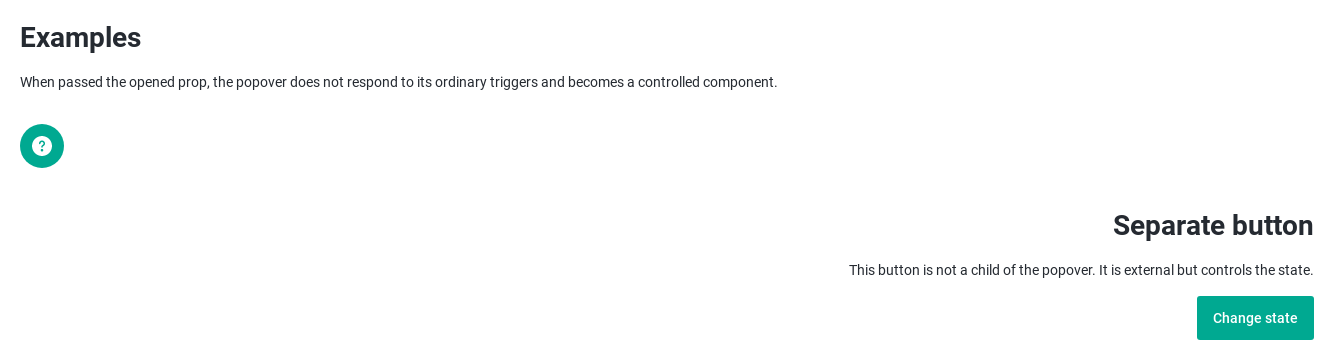 Examples
When passed the opened prop, the popover does not respond to its ordinary triggers and becomes a controlled component.
?
Separate button
This button is not a child of the popover. It is external but controls the state.
Change state